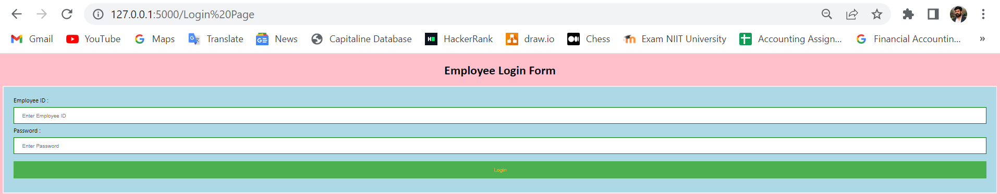 127.0.0.1:5000/Login%20Page
Gmail YouTube Maps Translate News Capitaline Database HackerRank draw.io Chess Exam NIIT University Accounting Assign... Financial Accountin... »
Employee Login Form
Employee ID :
Enter Employee ID
Password :
Enter Password
Login